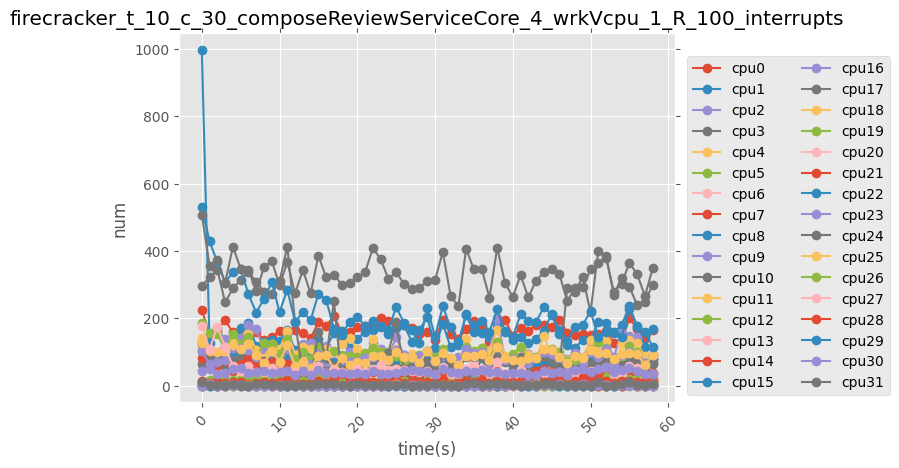 firecracker_t_10_c_30_composeReviewServiceCore_4_wrkVcpu_1_R_100_interrupts
1000
800
600
400
200
0
num
0
10
20
30
40
50
60
time(s)
cpu0
cpu1
cpu2
cpu3
cpu4
cpu5
cpu6
cpu7
cpu8
cpu9
cpu10
cpu11
cpu12
cpu13
cpu14
cpu15
cpu16
cpu17
cpu18
cpu19
cpu20
cpu21
cpu22
cpu23
cpu24
cpu25
cpu26
cpu27
cpu28
cpu29
cpu30
cpu31